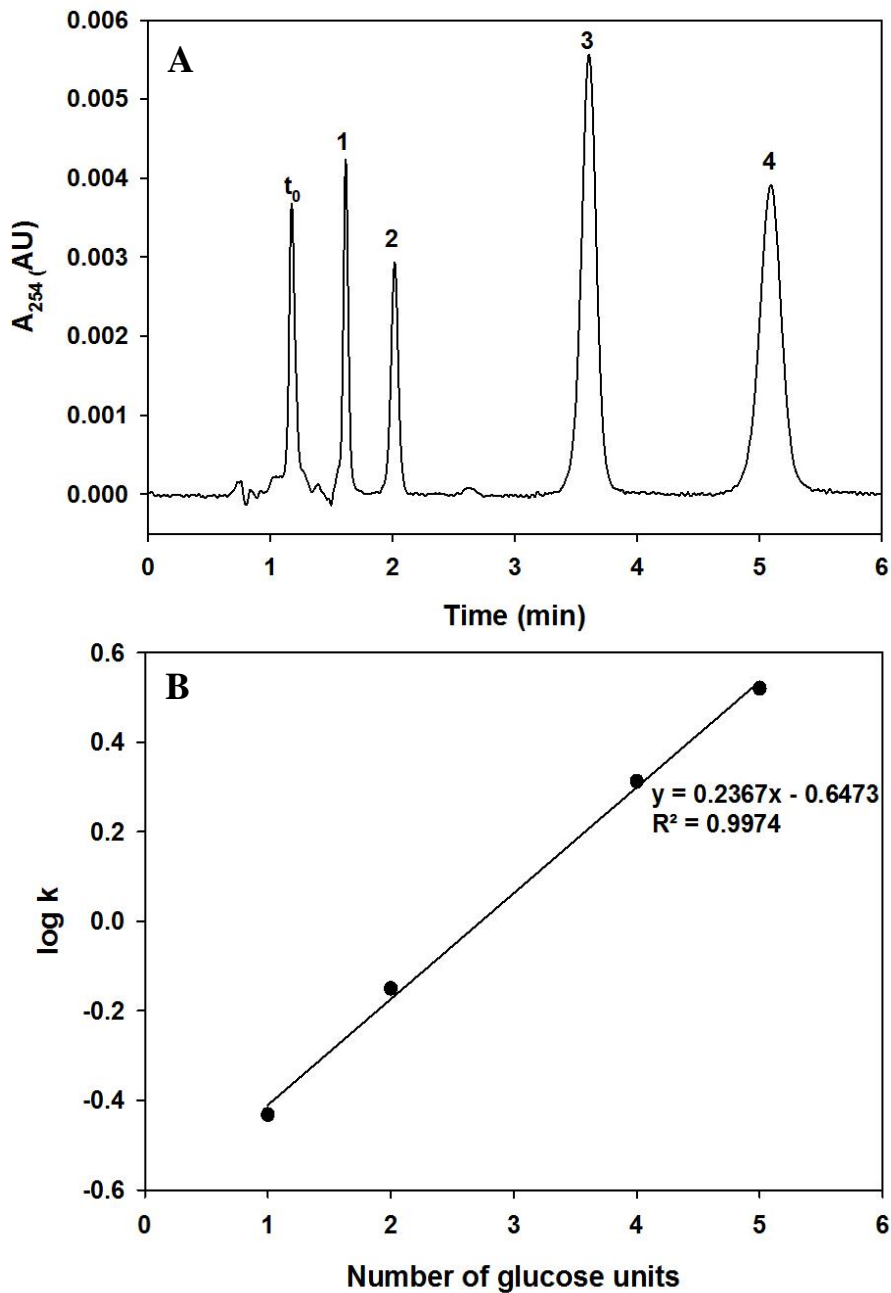 A
0.006
0.005
0.004
0.003
0.002
0.001
0.000
A254 (AU)
t0
1
2
3
4
0 1 2 3 4 5 6
Time (min)
B
0.6
0.4
0.2
0.0
-0.2
-0.4
-0.6
log k
y = 0.2367x - 0.6473
R² = 0.9974
0 1 2 3 4 5 6
Number of glucose units